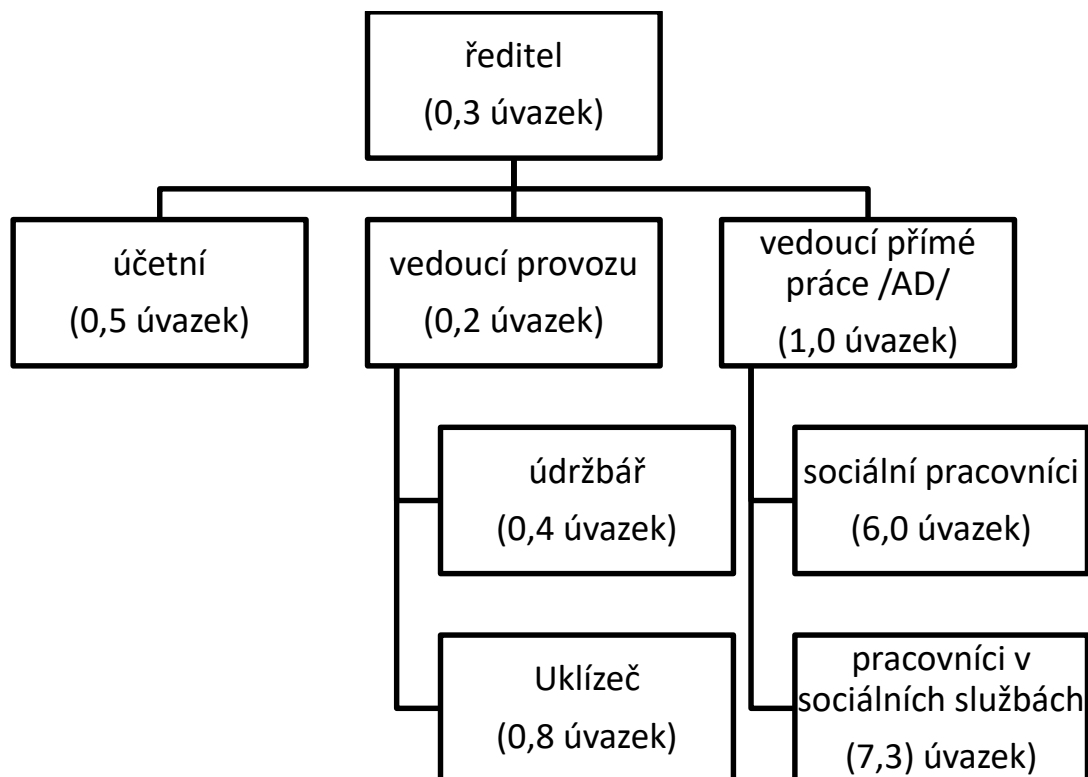 ředitel
(0,3 úvazek)
účetní
(0,5 úvazek)
vedoucí provozu
(0,2 úvazek)
vedoucí přímé
práce /AD/
(1,0 úvazek)
údržbář
(0,4 úvazek)
sociální pracovníci
(6,0 úvazek)
Uklízeč
(0,8 úvazek)
pracovníci v
sociálních službách
(7,3) úvazek)